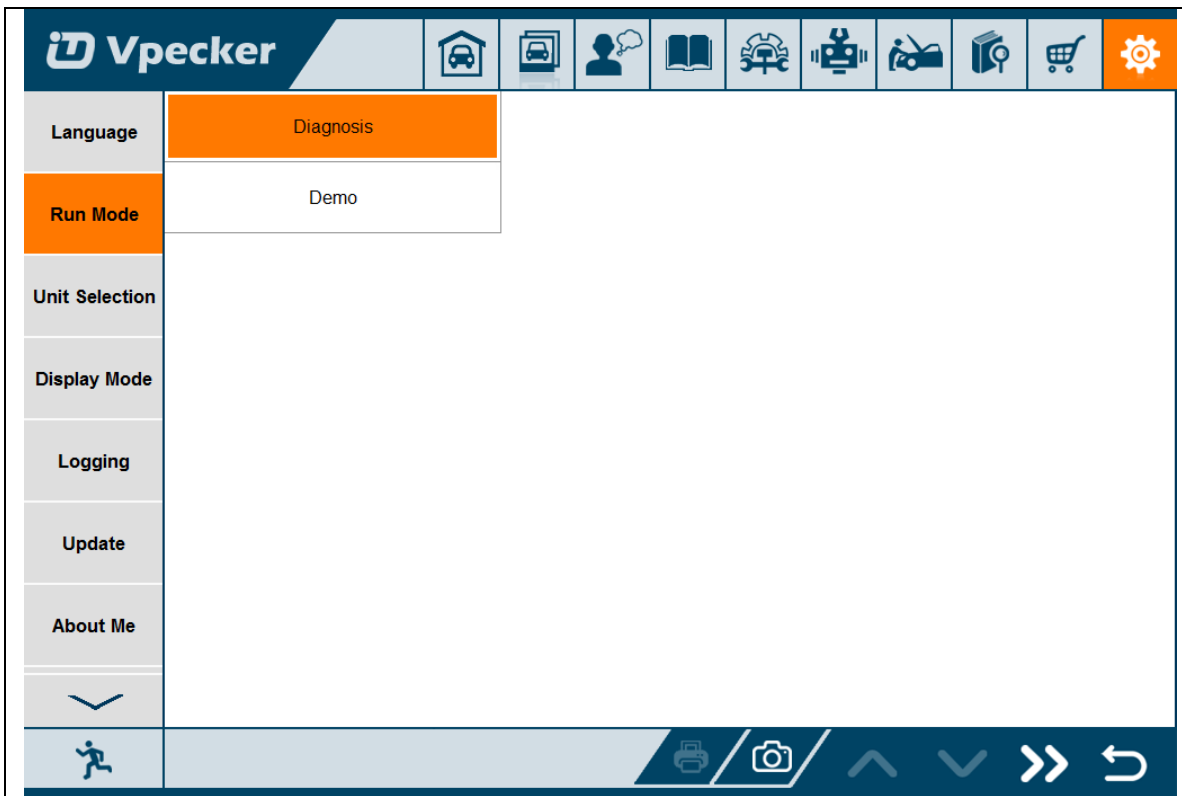 Vpecker
Language
Diagnosis
Run Mode
Demo
Unit Selection
Display Mode
Logging
Update
About Me